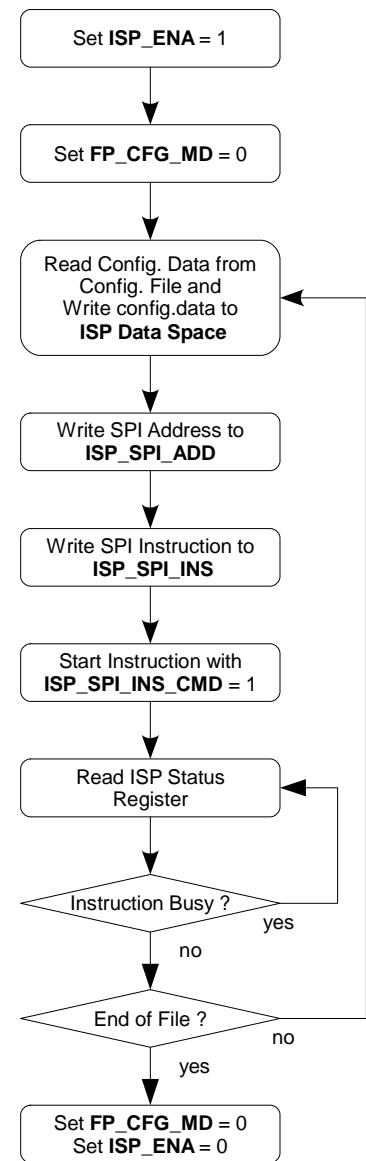 Set ISP_ENA = 1
Set FP_CFG_MD = 0
Read Config. Data from
Config. File and
Write config.data to
ISP Data Space
Write SPI Address to
ISP_SPI_ADD
Write SPI Instruction to
ISP_SPI_INS
Start Instruction with
ISP_SPI_INS_CMD = 1
Read ISP Status
Register
Instruction Busy ?
yes
no
End of File ?
no
yes
Set FP_CFG_MD = 0
Set ISP_ENA = 0